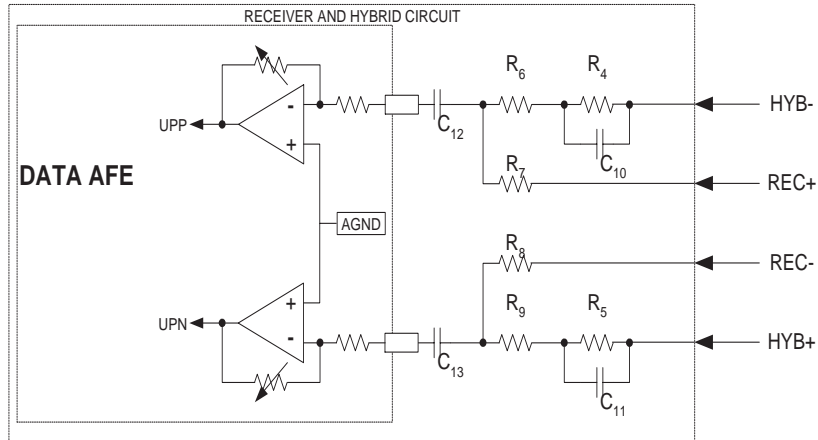 RECEIVER AND HYBRID CIRCUIT
R6 R4
- UPP HYB-
+ C12 C10
DATA AFE R7 REC+
AGND
R8 REC-
+ R9 R5
UPN - HYB+
C13 C11